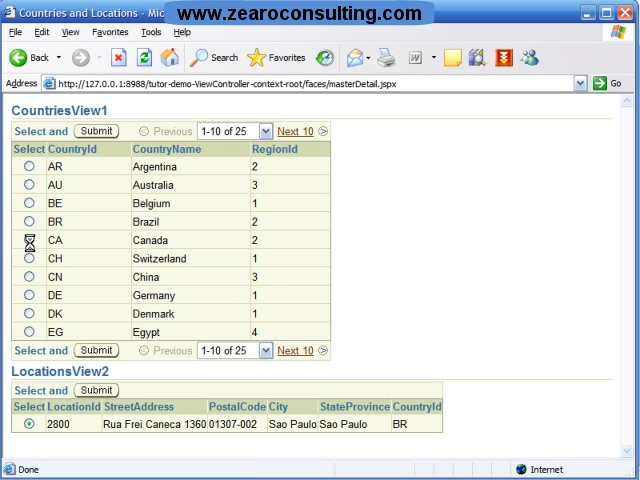 Countries and Locations - Mic
www.zearoconsulting.com
File Edit View Favorites Tools Help
Back Search Favorites W
Address http://127.0.0.1:8988/tutor-demo-ViewController-context-root/faces/masterDetail.jspx Go
CountriesView1
Select and Submit Previous 1-10 of 25 Next 10
Select CountryId CountryName RegionId
AR Argentina 2
AU Australia 3
BE Belgium 1
BR Brazil 2
CA Canada 2
CH Switzerland 1
CN China 3
DE Germany 1
DK Denmark 1
EG Egypt 4
Select and Submit Previous 1-10 of 25 Next 10
LocationsView2
Select and Submit
Select LocationId StreetAddress PostalCode City StateProvince CountryId
2800 Rua Frei Caneca 1360 01307-002 Sao Paulo Sao Paulo BR
Done Internet